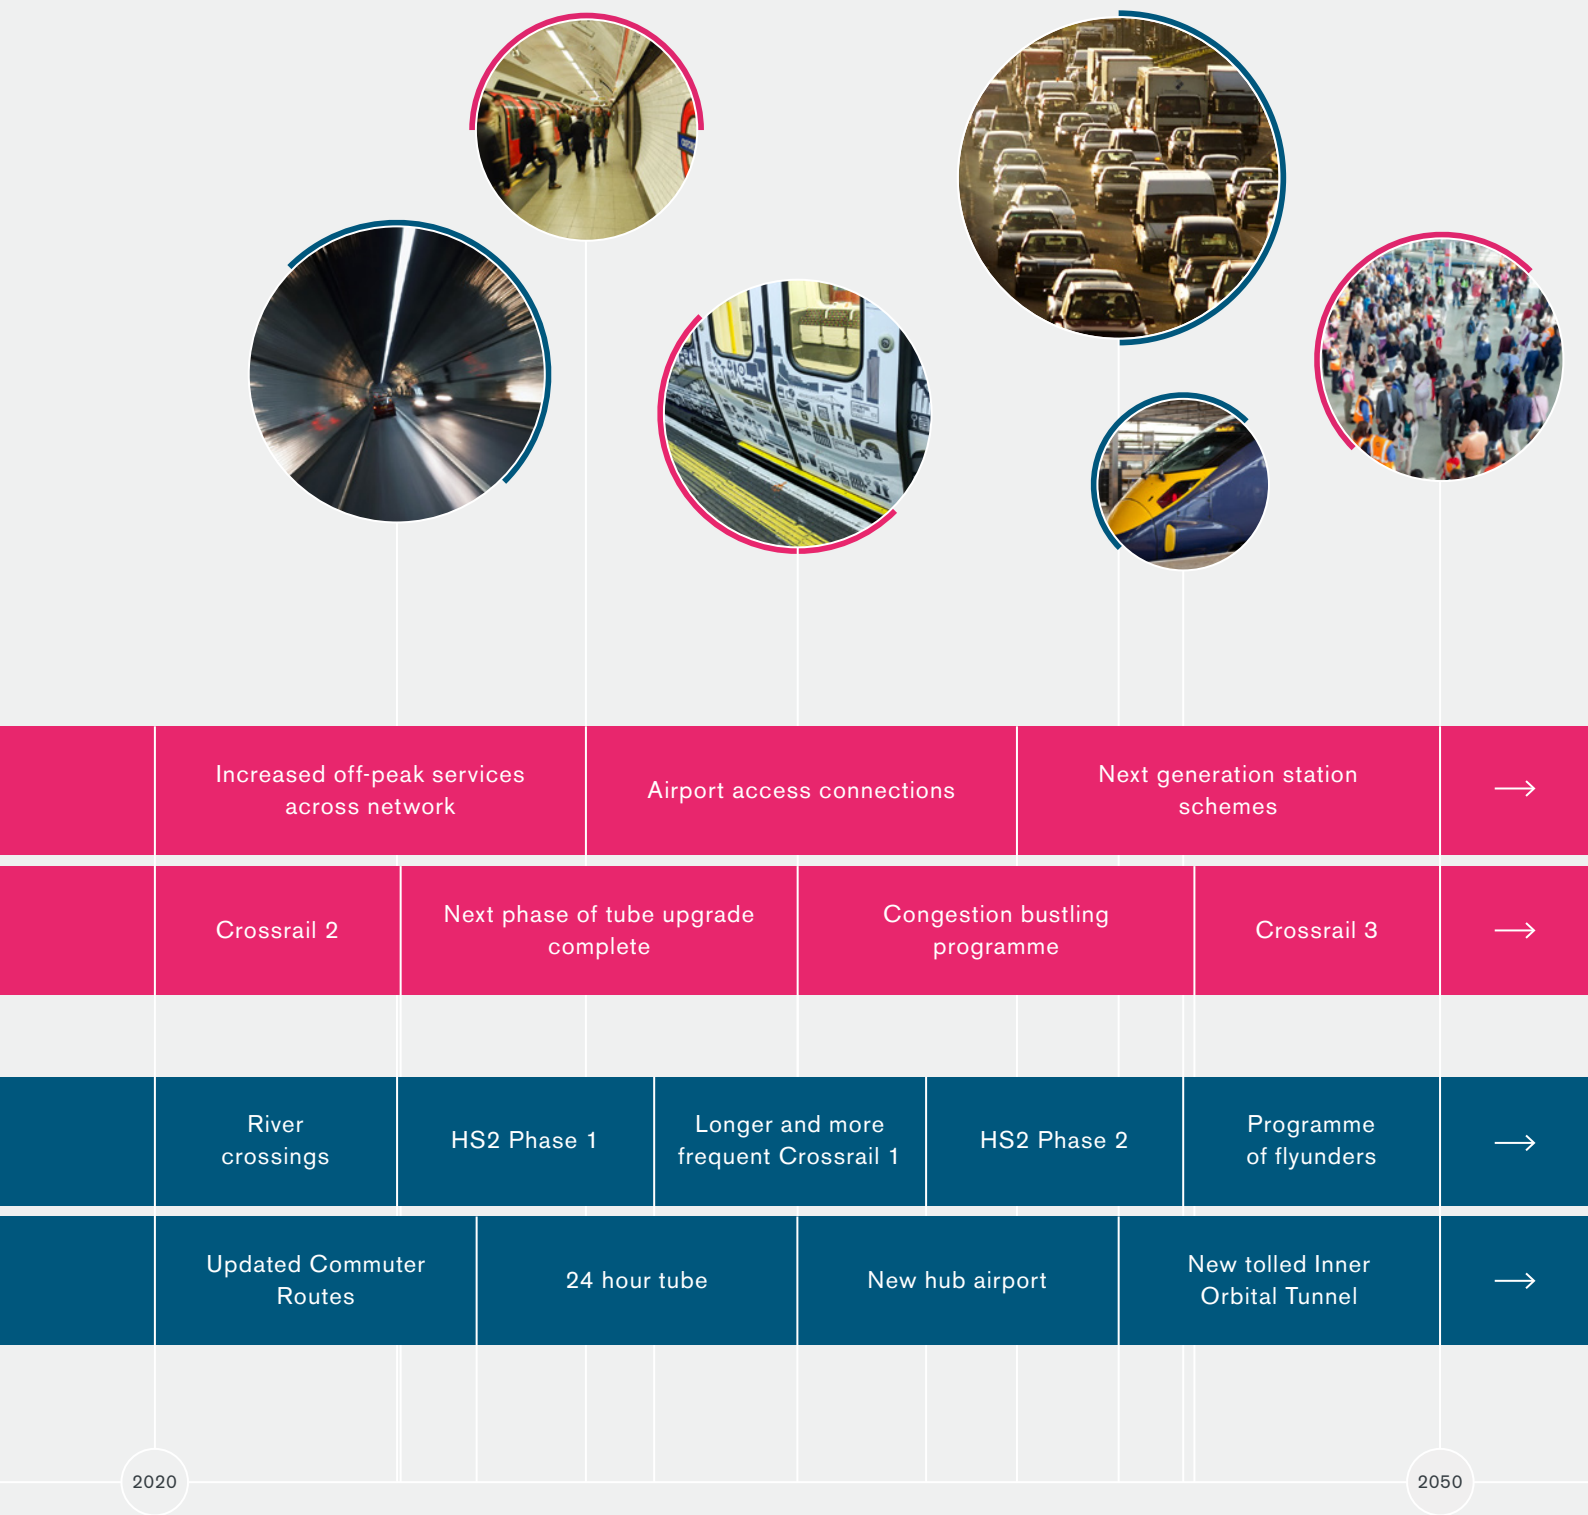 Increased off-peak services
across network
Airport access connections
Next generation station
schemes
Crossrail 2
Next phase of tube upgrade
complete
Congestion bustling
programme
Crossrail 3
River
crossings
HS2 Phase 1
Longer and more
frequent Crossrail 1
HS2 Phase 2
Programme
of flyunders
Updated Commuter
Routes
24 hour tube
New hub airport
New tolled Inner
Orbital Tunnel
2020
2050